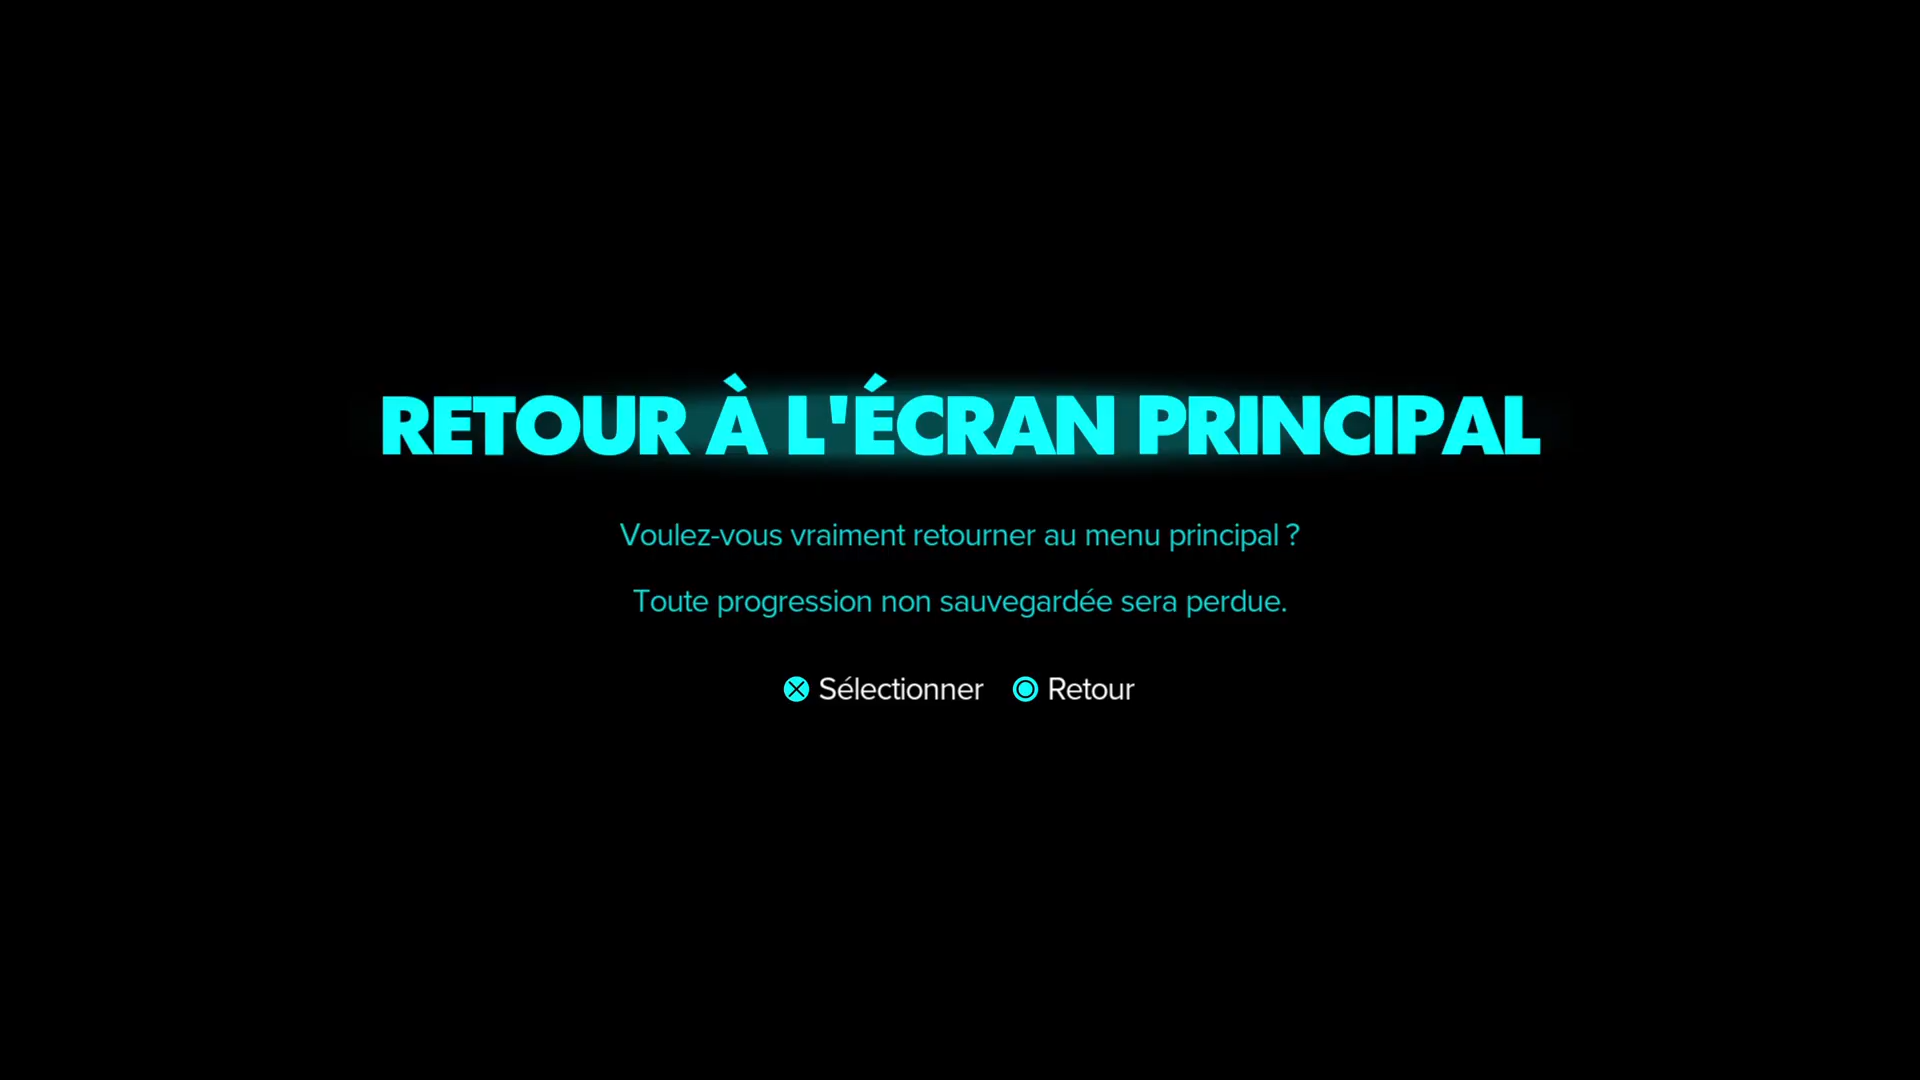 RETOUR À L'ÉCRAN PRINCIPAL
Voulez-vous vraiment retourner au menu principal ?
Toute progression non sauvegardée sera perdue.
Sélectionner Retour